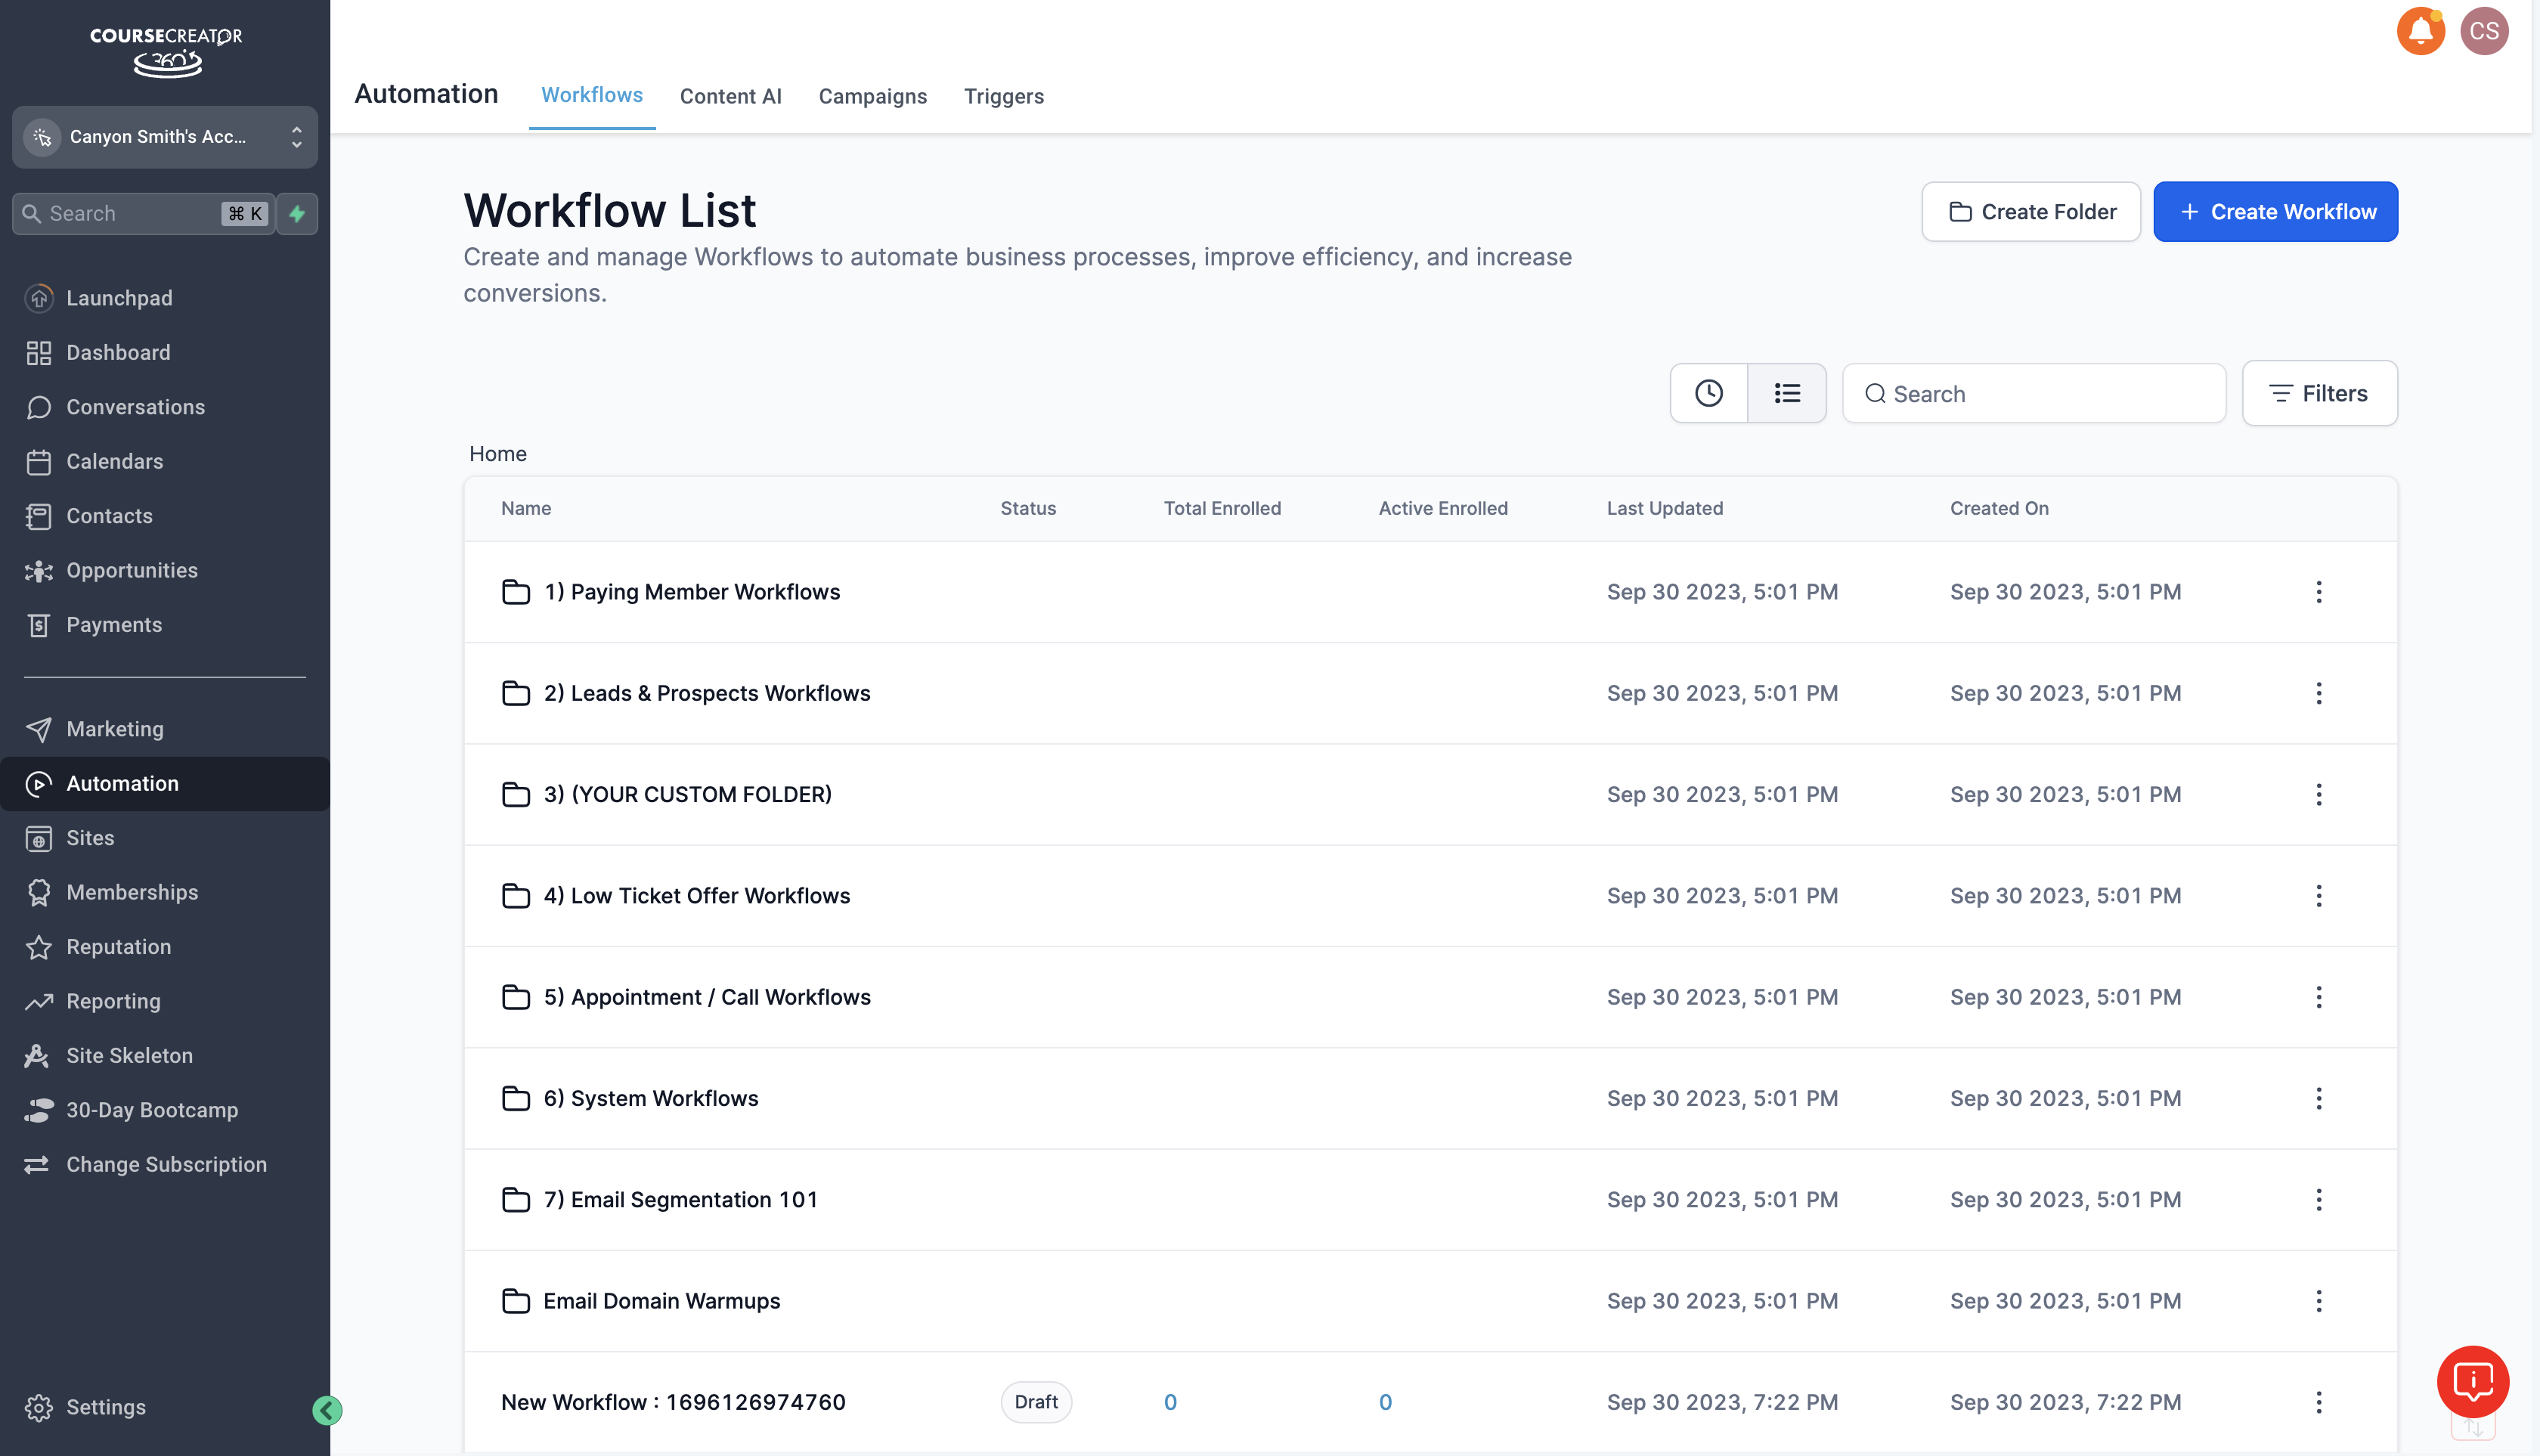 COURSECREATOR
360
Canyon Smith's Acc...
Search
⌘ K
Launchpad
Dashboard
Conversations
Calendars
Contacts
Opportunities
Payments
Marketing
Automation
Sites
Memberships
Reputation
Reporting
Site Skeleton
30-Day Bootcamp
Change Subscription
Settings
CS
Automation Workflows Content AI Campaigns Triggers
Workflow List
Create Folder
+ Create Workflow
Create and manage Workflows to automate business processes, improve efficiency, and increase
conversions.
Search
Filters
Home
Name Status Total Enrolled Active Enrolled Last Updated Created On
1) Paying Member Workflows Sep 30 2023, 5:01 PM Sep 30 2023, 5:01 PM
2) Leads & Prospects Workflows Sep 30 2023, 5:01 PM Sep 30 2023, 5:01 PM
3) (YOUR CUSTOM FOLDER) Sep 30 2023, 5:01 PM Sep 30 2023, 5:01 PM
4) Low Ticket Offer Workflows Sep 30 2023, 5:01 PM Sep 30 2023, 5:01 PM
5) Appointment / Call Workflows Sep 30 2023, 5:01 PM Sep 30 2023, 5:01 PM
6) System Workflows Sep 30 2023, 5:01 PM Sep 30 2023, 5:01 PM
7) Email Segmentation 101 Sep 30 2023, 5:01 PM Sep 30 2023, 5:01 PM
Email Domain Warmups Sep 30 2023, 5:01 PM Sep 30 2023, 5:01 PM
New Workflow : 1696126974760 Draft 0 0 Sep 30 2023, 7:22 PM Sep 30 2023, 7:22 PM